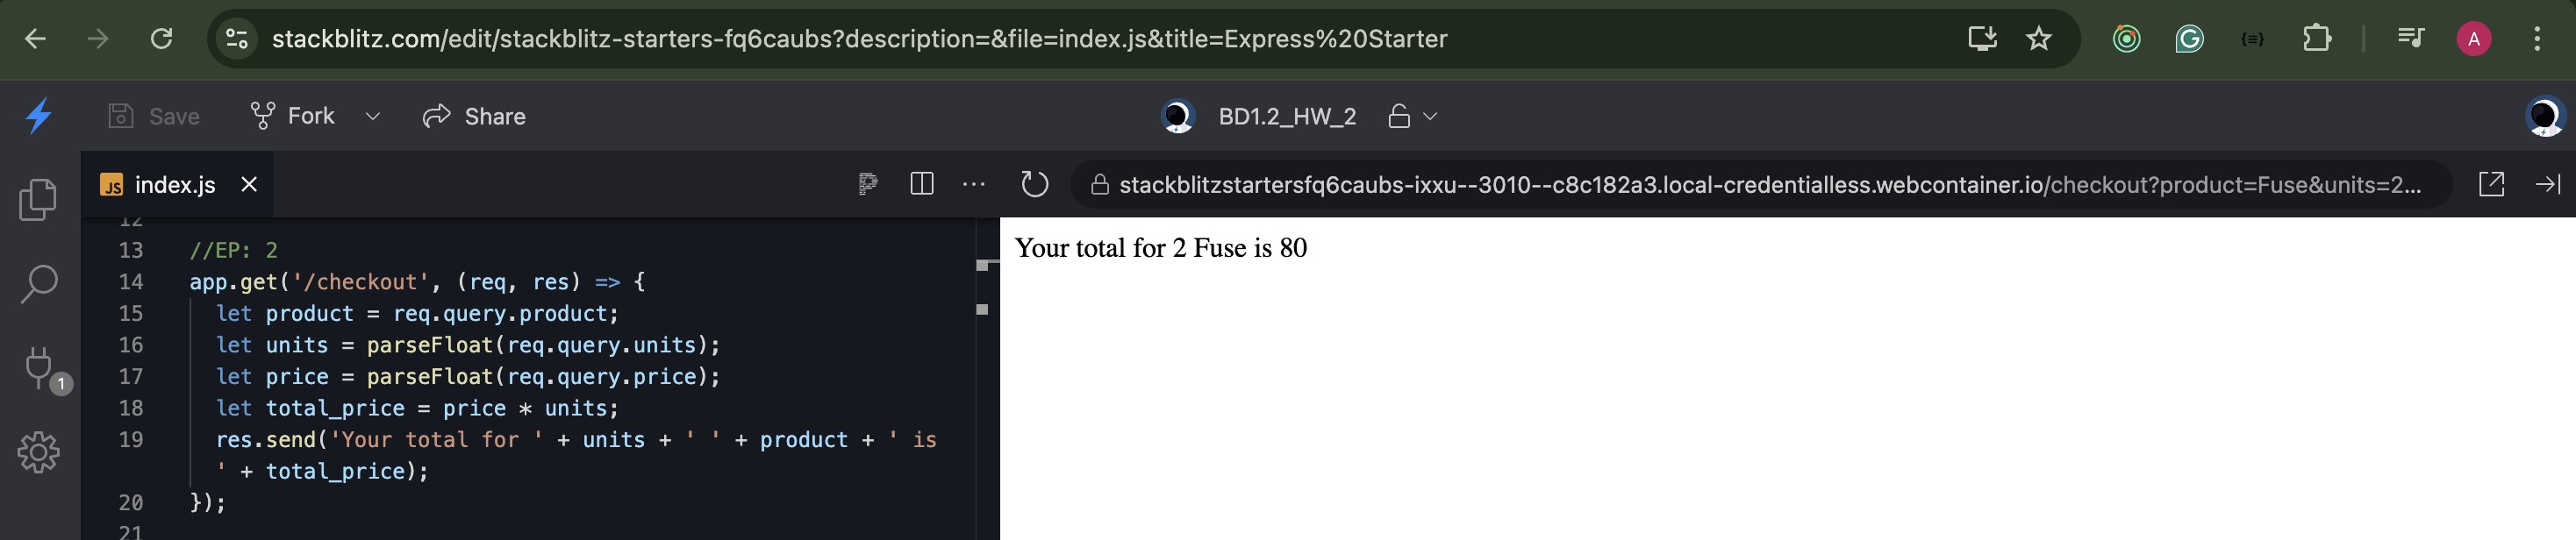 stackblitz.com/edit/stackblitz-starters-fq6caubs?description=&file=index.js&title=Express%20Starter
A
Save
Fork
Share
BD1.2_HW_2
JS index.js
stackblitzstartersfq6caubs-ixxu--3010--c8c182a3.local-credentialless.webcontainer.io/checkout?product=Fuse&units=2...
12
13 //EP: 2
14 app.get('/checkout', (req, res) => {
15 let product = req.query.product;
16 let units = parseFloat(req.query.units);
17 let price = parseFloat(req.query.price);
18 let total_price = price * units;
19 res.send('Your total for ' + units + ' ' + product + ' is
' + total_price);
20 });
21
1
Your total for 2 Fuse is 80